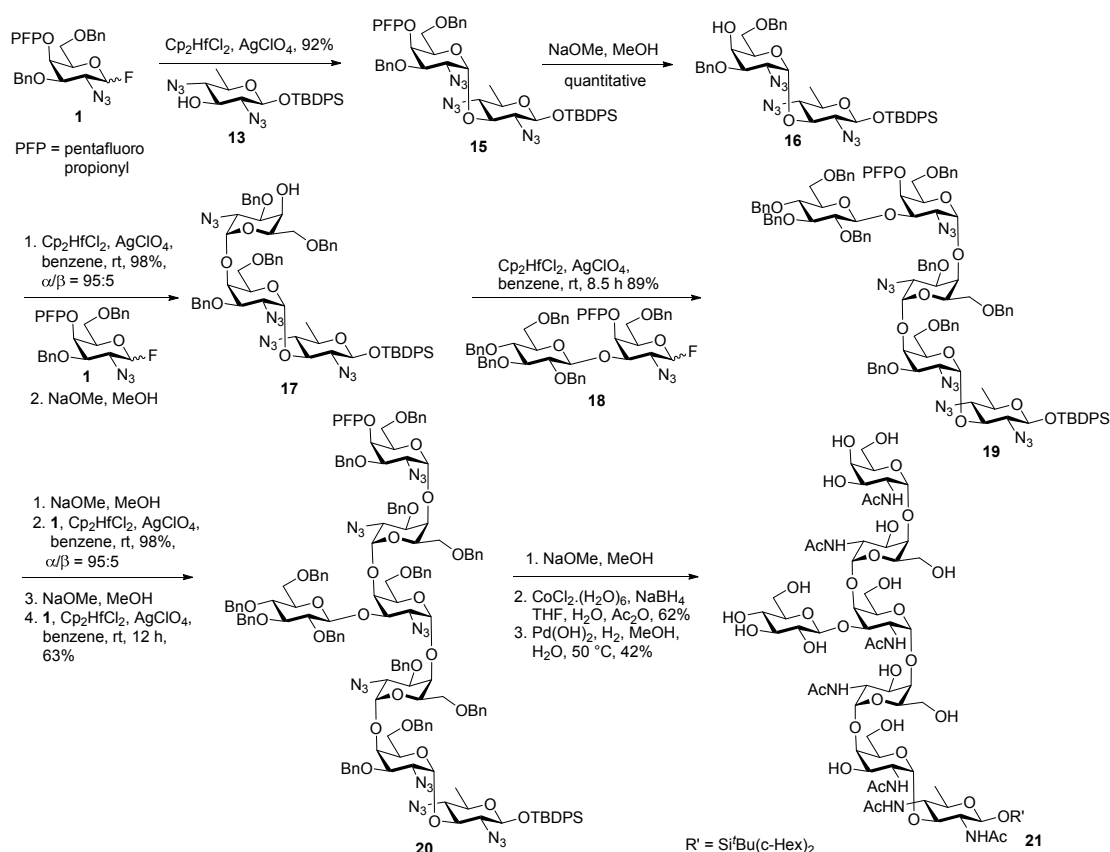 PFPO OBn
O
F
BnO
N3
1
PFP = pentafluoro
propionyl
Cp2HfCl2, AgClO4, 92%
N3
O
HO
OTBDPS
N3
13
PFPO OBn
O
BnO
N3
O
N3
O
OTBDPS
N3
15
NaOMe, MeOH
quantitative
HO OBn
O
BnO
N3
O
N3
O
OTBDPS
N3
16
1. Cp2HfCl2, AgClO4,
benzene, rt, 98%,
α/β = 95:5
PFPO OBn
O
F
BnO
N3
1
2. NaOMe, MeOH
BnO OH
N3
O
OBn
O OBn
O
BnO
N3
O
N3
O
OTBDPS
N3
17
Cp2HfCl2, AgClO4,
benzene, rt, 8.5 h 89%
OBn PFPO OBn
BnO O O
BnO O F
OBn N3
18
OBn PFPO OBn
BnO O O
BnO O
OBn N3
O
BnO
N3
O
OBn
O OBn
O
BnO
N3
O
N3
O
OTBDPS
N3
19
1. NaOMe, MeOH
2. 1, Cp2HfCl2, AgClO4,
benzene, rt, 98%,
α/β = 95:5
3. NaOMe, MeOH
4. 1, Cp2HfCl2, AgClO4,
benzene, rt, 12 h,
63%
PFPO OBn
O
BnO
N3
O
BnO
N3
O
OBn
O OBn
OBn O
BnO O
BnO O
OBn N3
O
BnO
N3
O
OBn
O OBn
O
BnO
N3
O
N3
O
OTBDPS
N3
20
1. NaOMe, MeOH
2. CoCl2.(H2O)6, NaBH4
THF, H2O, Ac2O, 62%
3. Pd(OH)2, H2, MeOH,
H2O, 50 °C, 42%
HO OH
O
HO
AcNH
O
HO
AcNH
O
OH
O OH
OH O
HO O
HO O
OH AcNH
O
HO
AcNH
O
OH
O OH
O
HO
AcNH
O
AcNH
O
OR'
NHAc
R' = SitBu(c-Hex)2
21